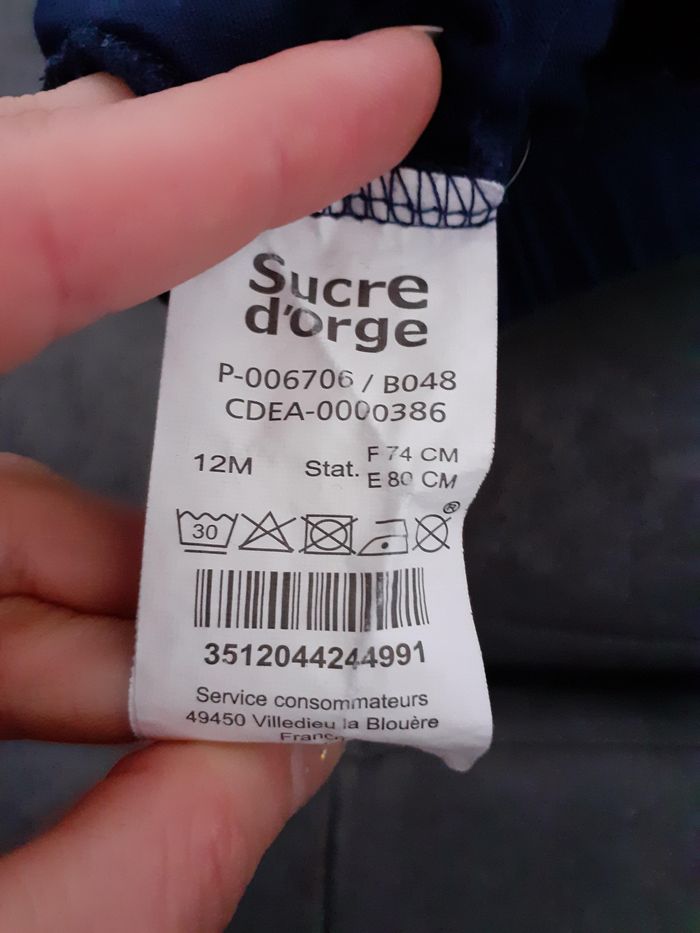 Sucre
d'orge
P-006706 / B048
CDEA-0000386
12M Stat. F 74 CM
E 80 CM
30
®
3512044244991
Service consommateurs
49450 Villedieu la Blouère
France